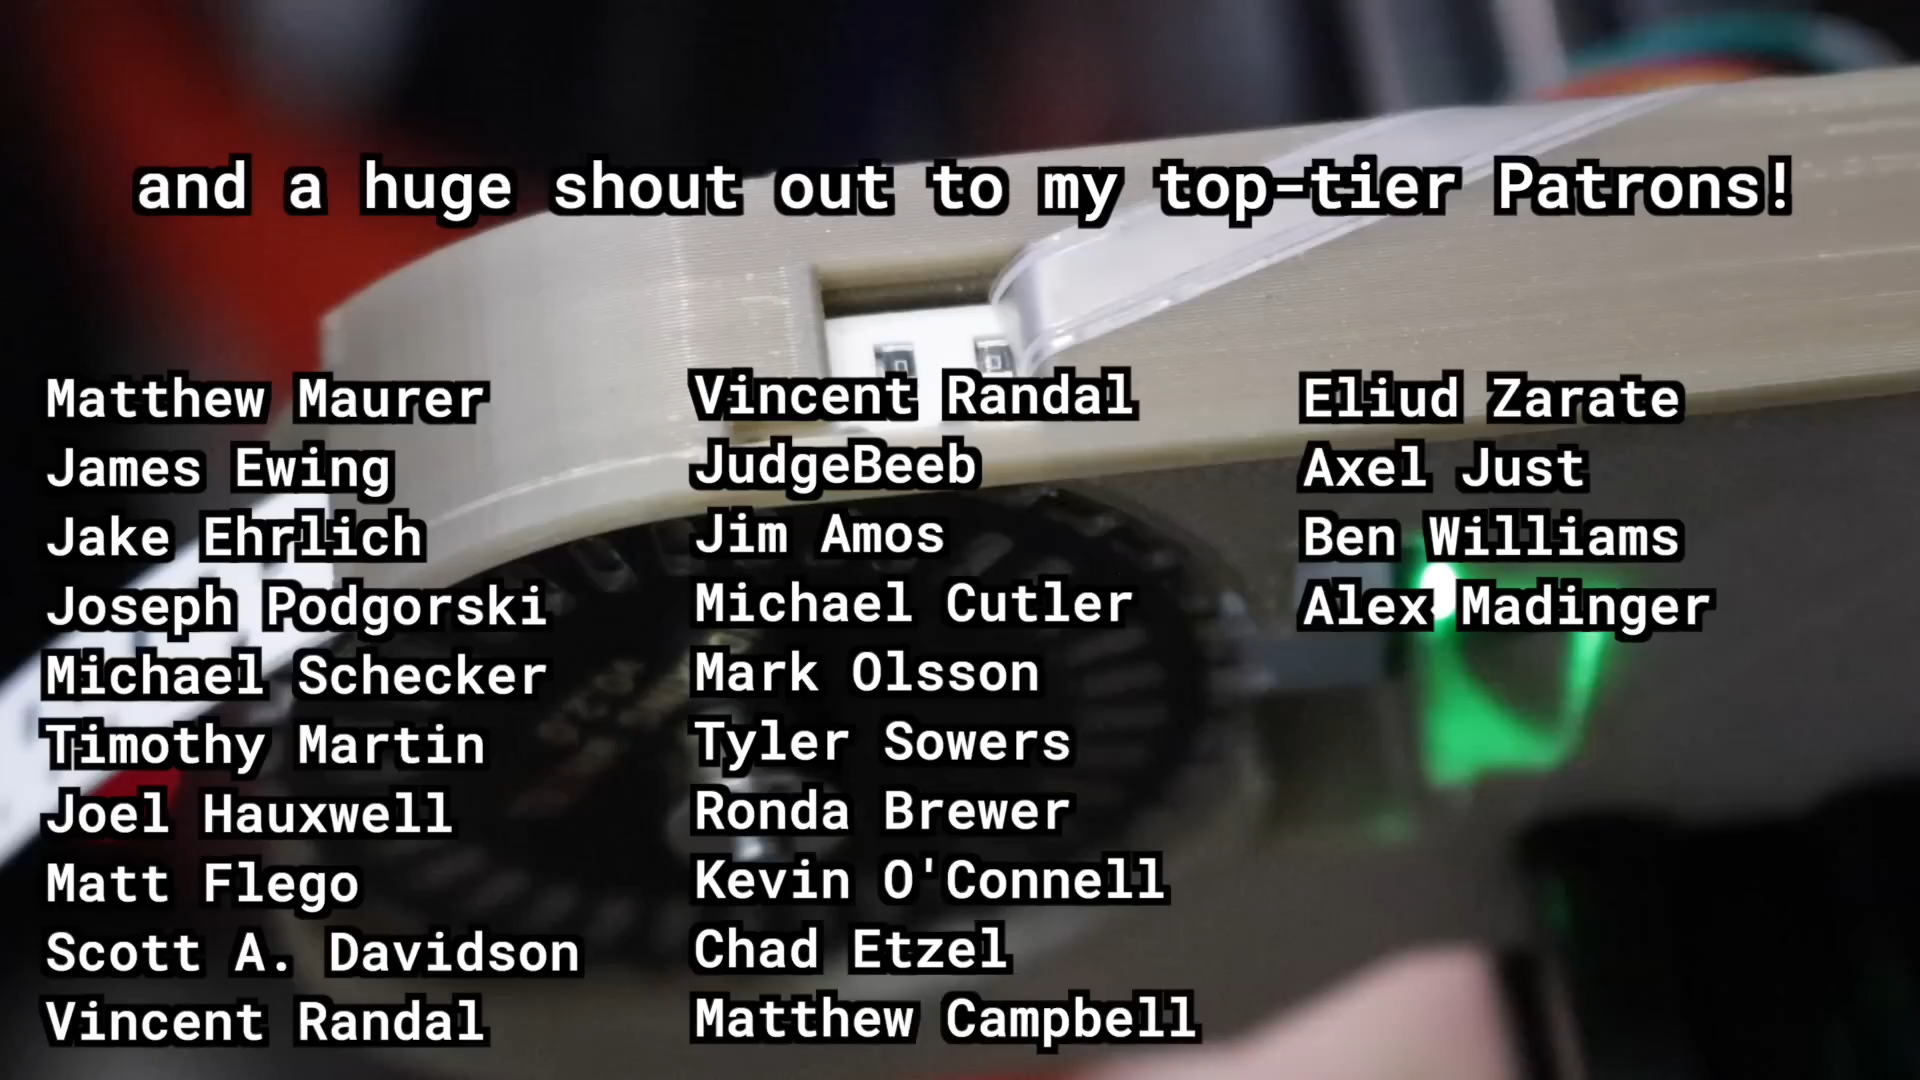 and a huge shout out to my top-tier Patrons!
Matthew Maurer
James Ewing
Jake Ehrlich
Joseph Podgorski
Michael Schecker
Timothy Martin
Joel Hauxwell
Matt Flego
Scott A. Davidson
Vincent Randal
Vincent Randal
JudgeBeeb
Jim Amos
Michael Cutler
Mark Olsson
Tyler Sowers
Ronda Brewer
Kevin O'Connell
Chad Etzel
Matthew Campbell
Eliud Zarate
Axel Just
Ben Williams
Alex Madinger